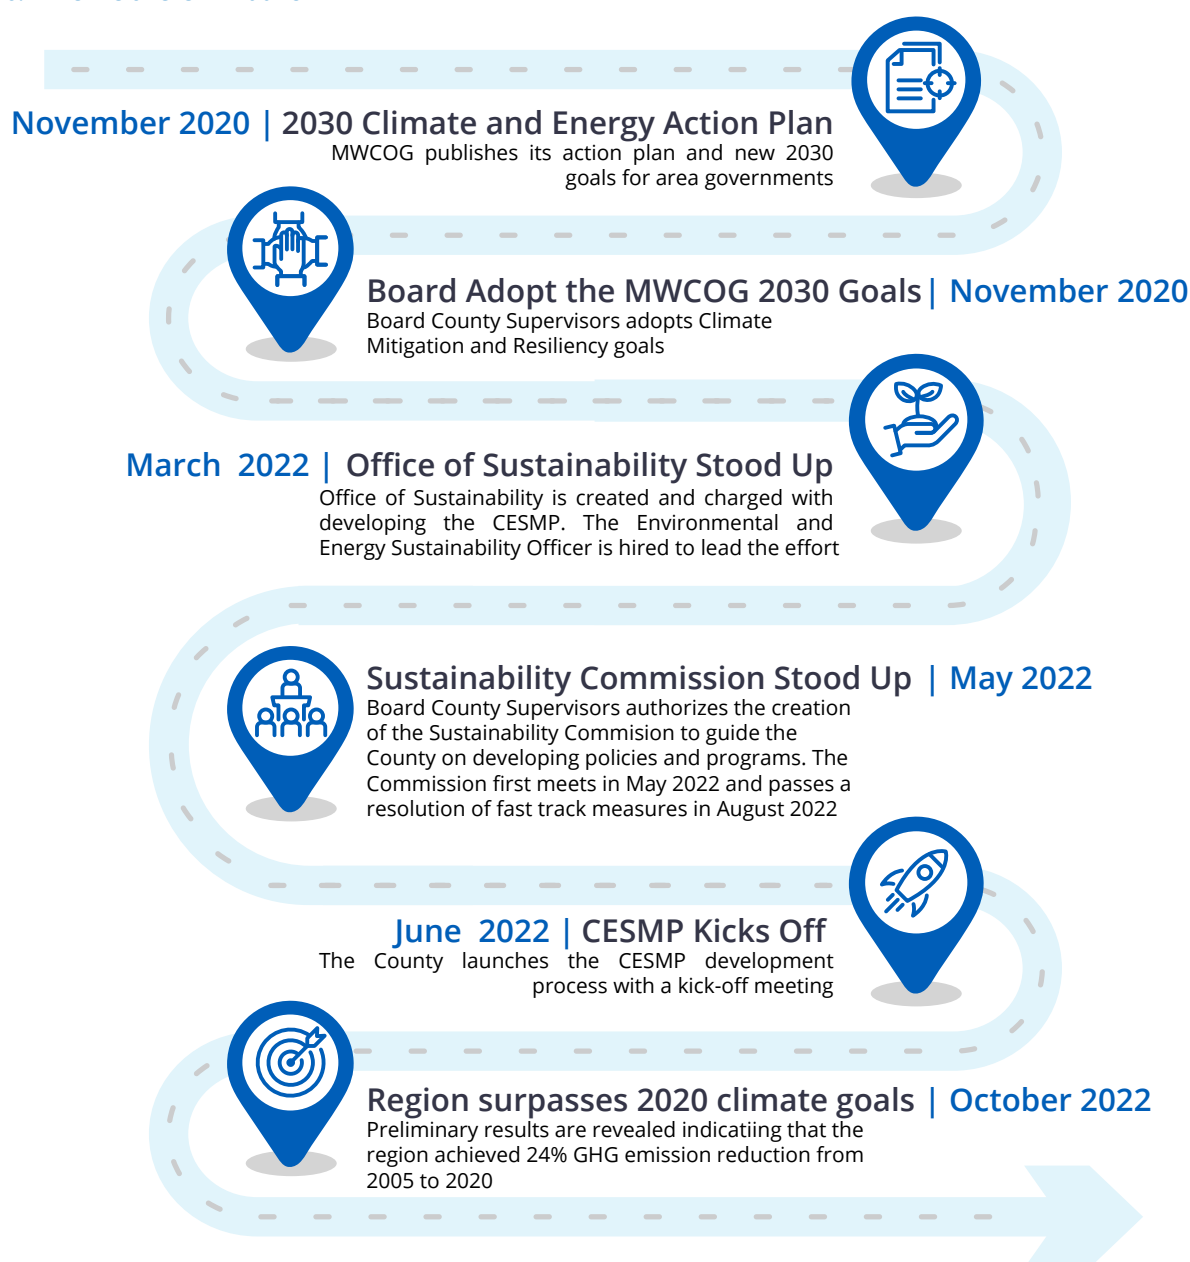 November 2020 | 2030 Climate and Energy Action Plan
MWCOG publishes its action plan and new 2030
goals for area governments
Board Adopt the MWCOG 2030 Goals | November 2020
Board County Supervisors adopts Climate
Mitigation and Resiliency goals
March 2022 | Office of Sustainability Stood Up
Office of Sustainability is created and charged with
developing the CESMP. The Environmental and
Energy Sustainability Officer is hired to lead the effort
Sustainability Commission Stood Up | May 2022
Board County Supervisors authorizes the creation
of the Sustainability Commision to guide the
County on developing policies and programs. The
Commission first meets in May 2022 and passes a
resolution of fast track measures in August 2022
June 2022 | CESMP Kicks Off
The County launches the CESMP development
process with a kick-off meeting
Region surpasses 2020 climate goals | October 2022
Preliminary results are revealed indicatiing that the
region achieved 24% GHG emission reduction from
2005 to 2020